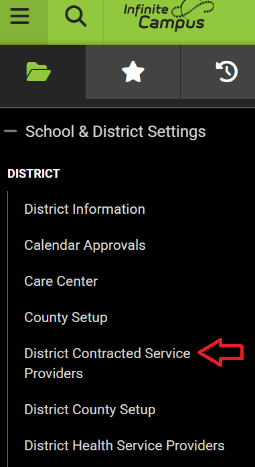 Infinite
Campus
School & District Settings
DISTRICT
District Information
Calendar Approvals
Care Center
County Setup
District Contracted Service
Providers
District County Setup
District Health Service Providers